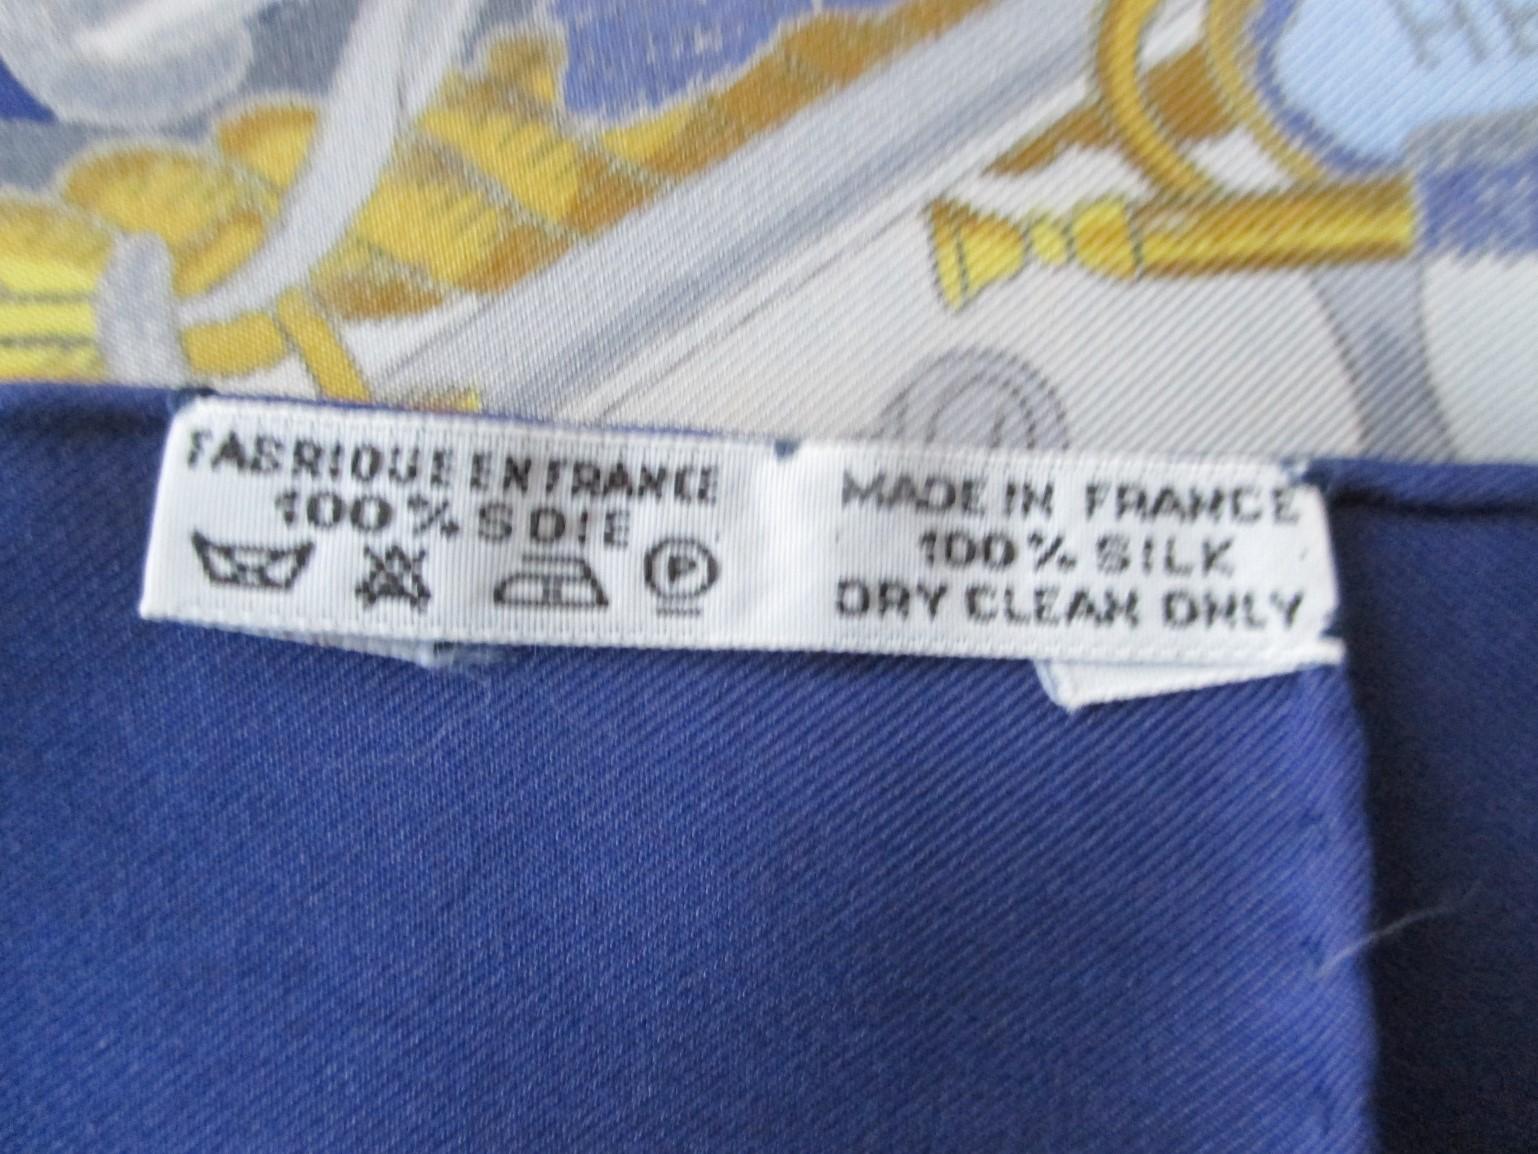 FABRIQUE EN FRANCE
100% SOIE
P
MADE IN FRANCE
100% SILK
DRY CLEAN ONLY